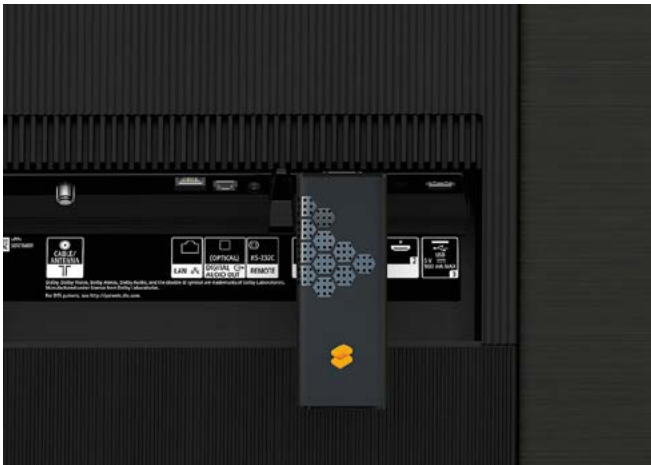 CABLE/
ANTENNA
LAN
(OPTICAL)
DIGITAL
AUDIO OUT
RS-232C
REMOTE
2
USB
5 V
900 mA MAX
3
Dolby, Dolby Vision, Dolby Atmos, Dolby Audio, and the double-D symbol are trademarks of Dolby Laboratories.
Manufactured under license from Dolby Laboratories.
For DTS patents, see http://patents.dts.com.